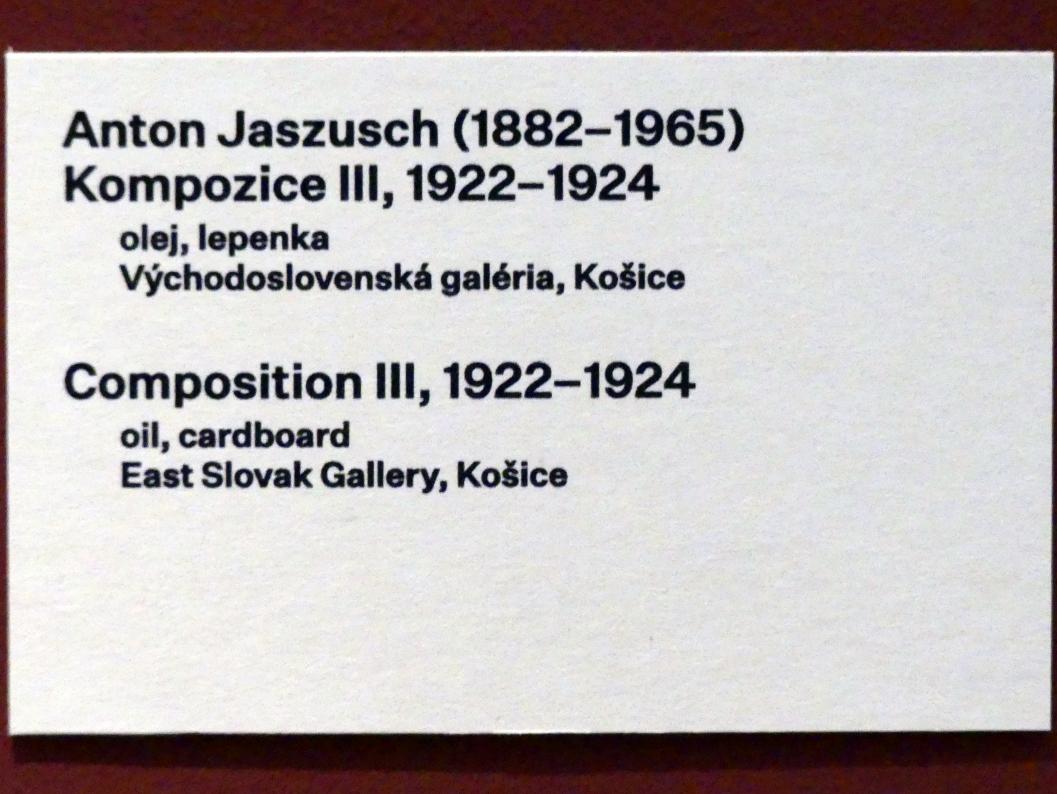 Anton Jaszusch (1882–1965)
Kompozice III, 1922–1924
olej, lepenka
Východoslovenská galéria, Košice
Composition III, 1922–1924
oil, cardboard
East Slovak Gallery, Košice